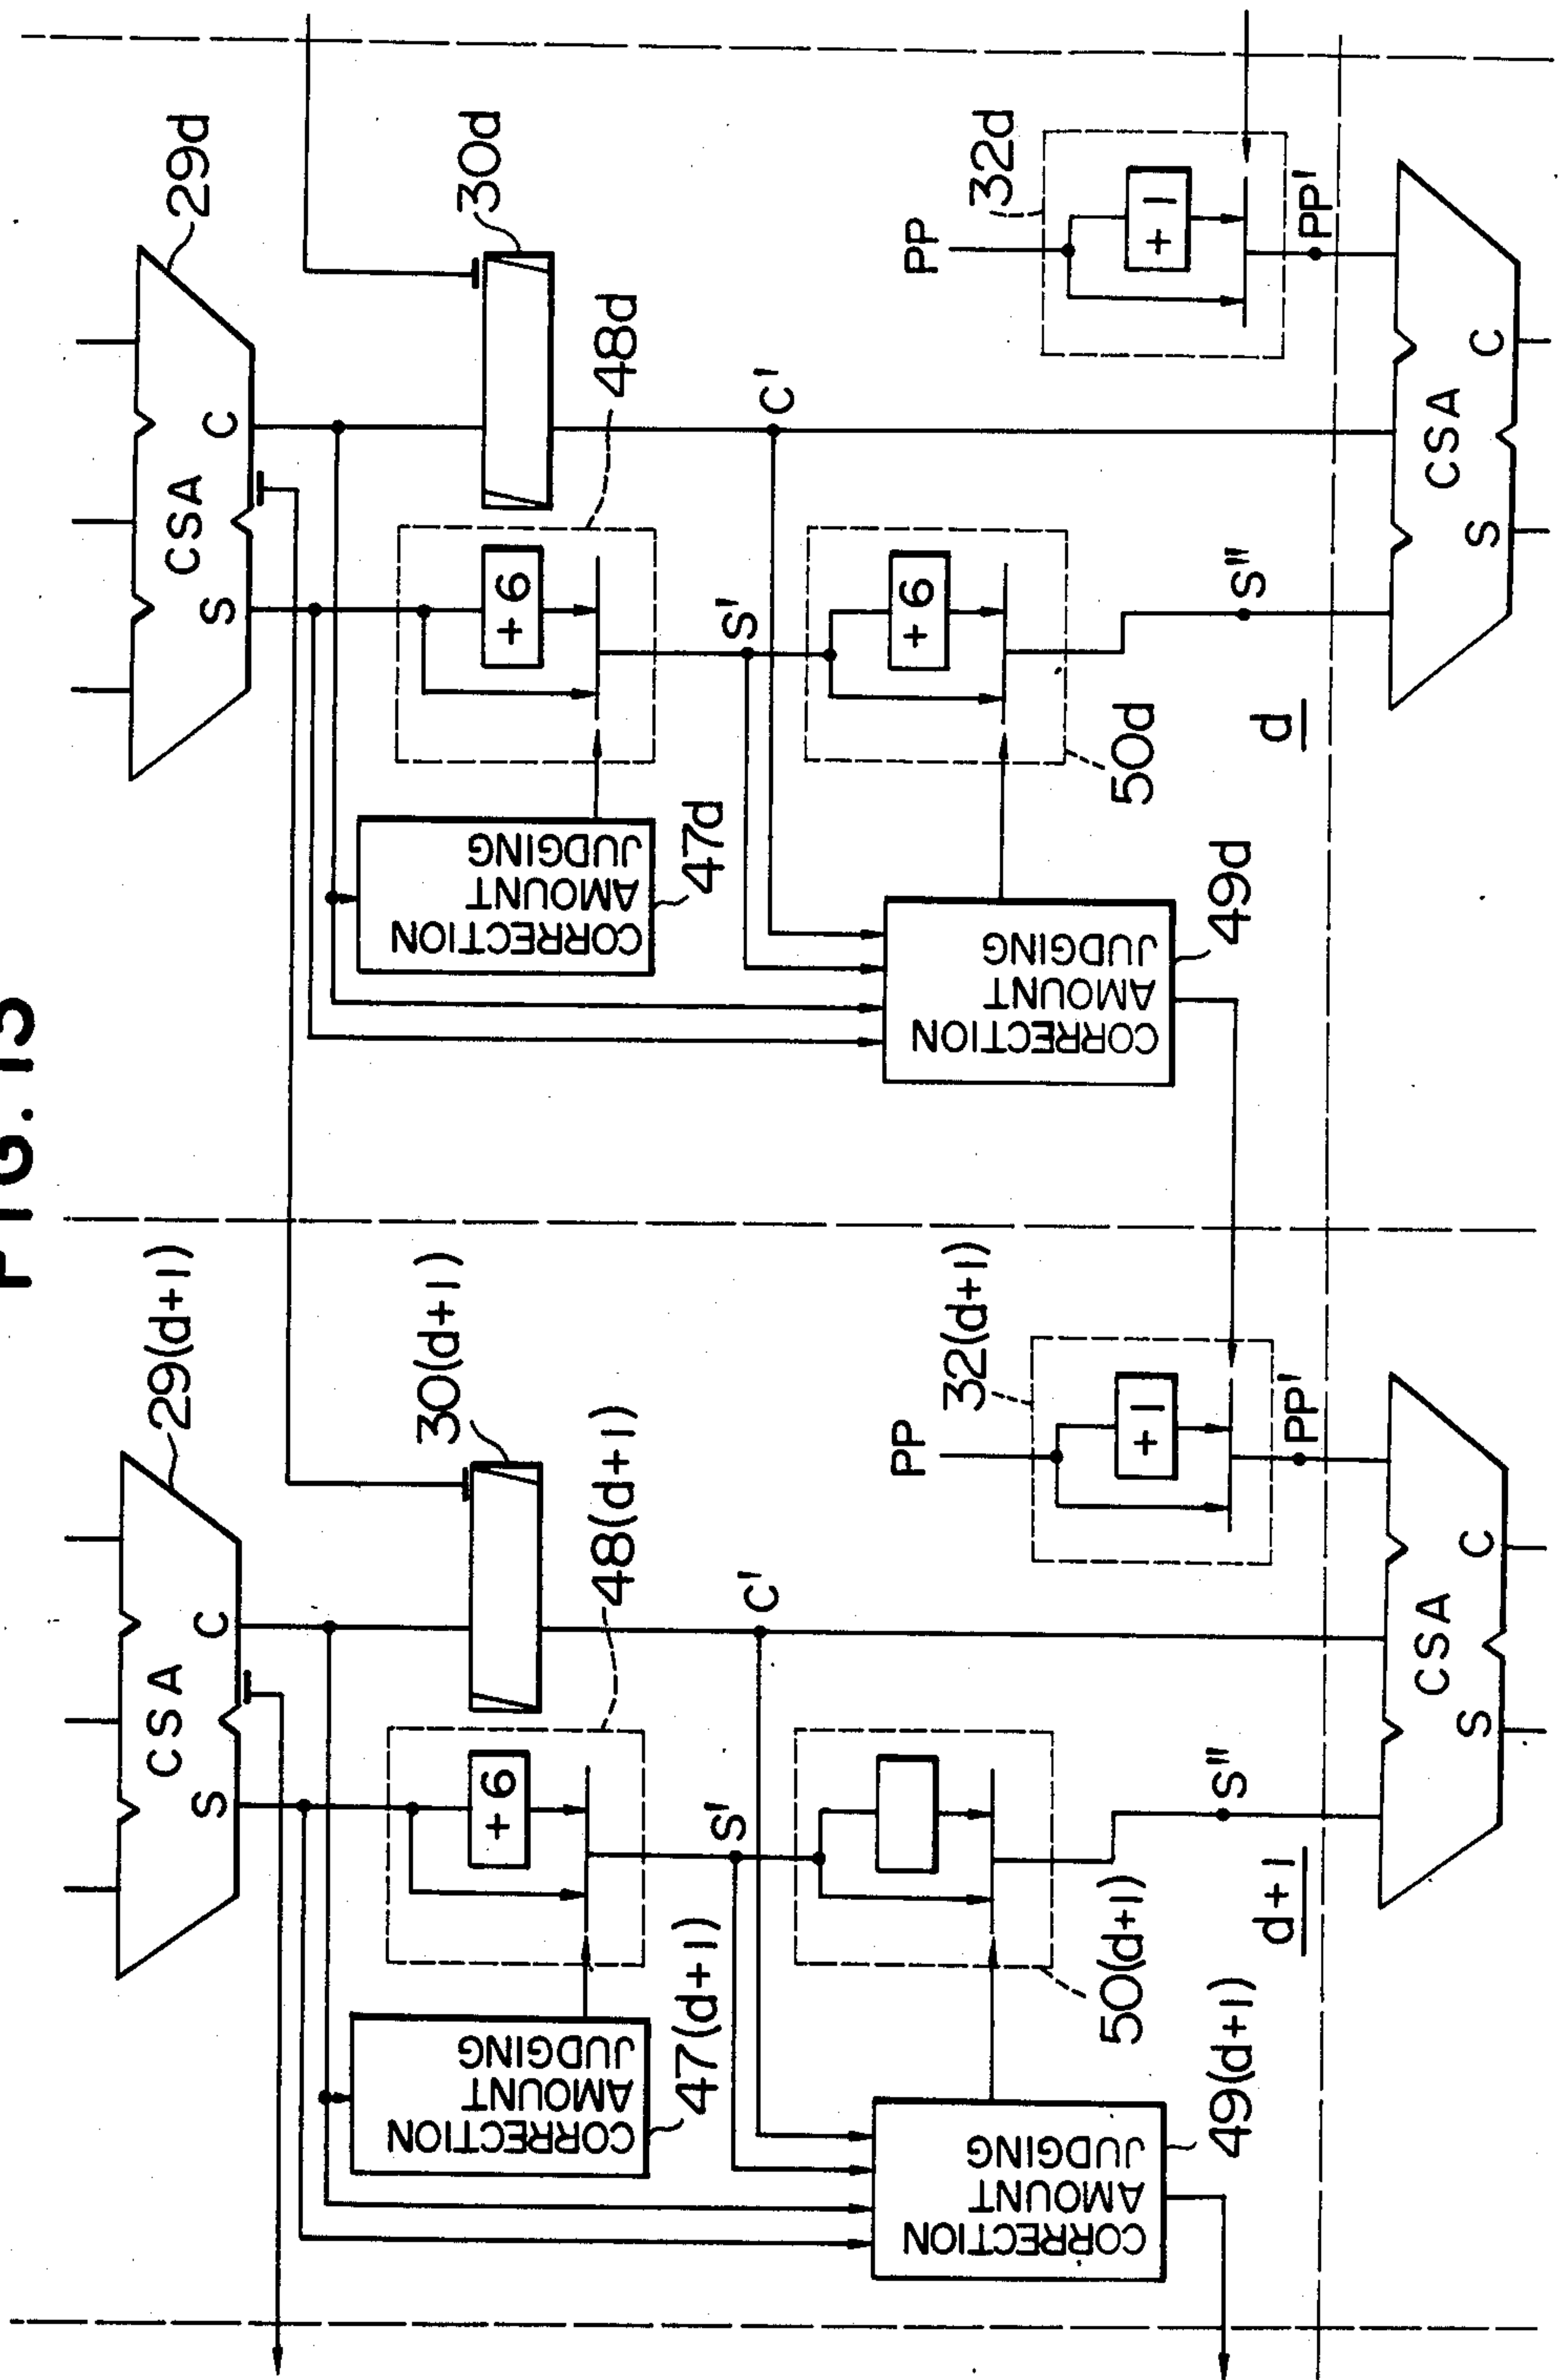 FIG. 15
29(d+1)
CSA
S
C
30(d+1)
48(d+1)
+6
CORRECTION
AMOUNT
JUDGING
47(d+1)
S'
C'
50(d+1)
CORRECTION
AMOUNT
JUDGING
49(d+1)
S"
PP
32(d+1)
+1
PP'
d+1
CSA
S
C
29d
CSA
S
C
30d
48d
+6
CORRECTION
AMOUNT
JUDGING
47d
S'
C'
+6
50d
CORRECTION
AMOUNT
JUDGING
49d
S"
PP
32d
+1
PP'
d
CSA
S
C